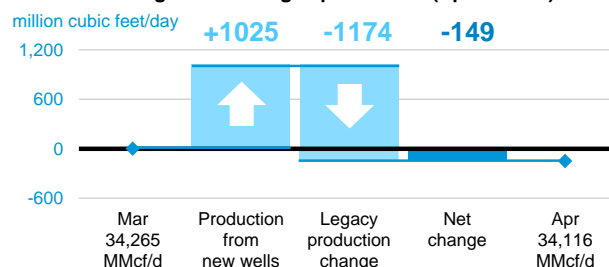 million cubic feet/day
+1025 -1174 -149
1,200
600
0
-600
Mar Production Legacy Net Apr
34,265 from production change 34,116
MMcf/d new wells change MMcf/d